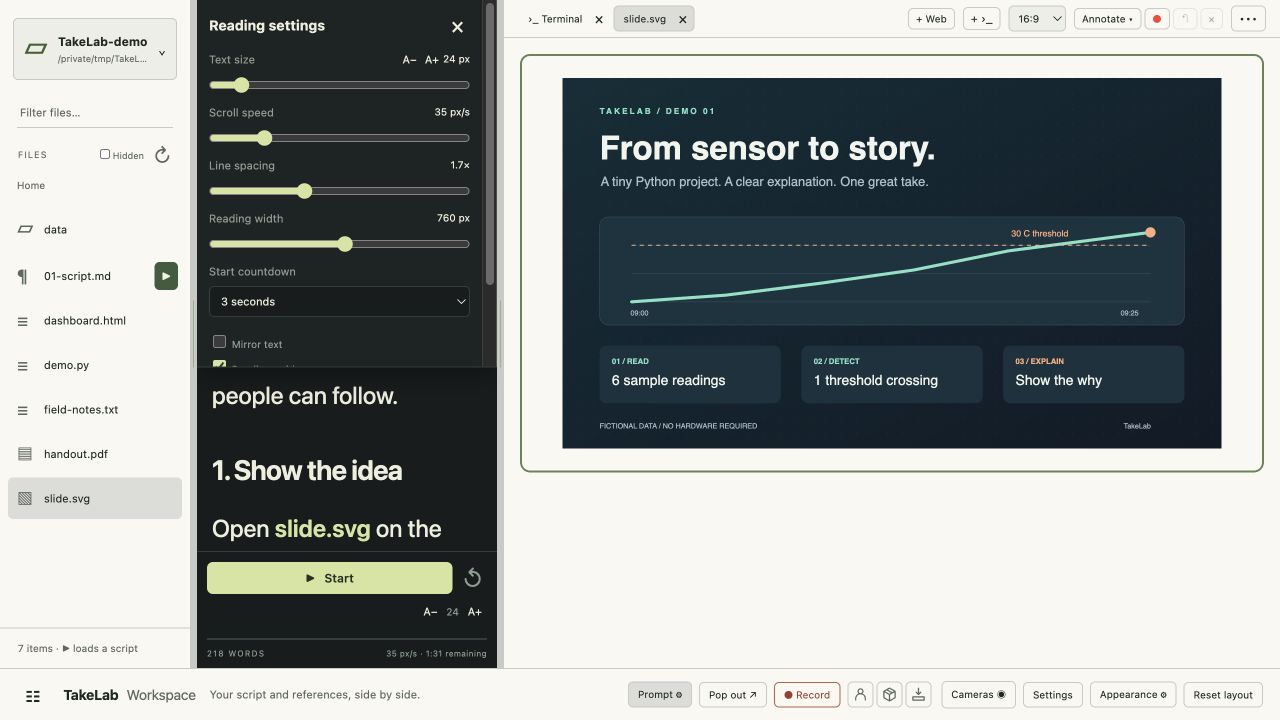 TakeLab-demo
/private/tmp/TakeL...
Filter files...
FILES
Hidden
Home
data
01-script.md
dashboard.html
demo.py
field-notes.txt
handout.pdf
slide.svg
7 items · ▶ loads a script
Reading settings
Text size A− A+ 24 px
Scroll speed 35 px/s
Line spacing 1.7×
Reading width 760 px
Start countdown
3 seconds
Mirror text
people can follow.
1. Show the idea
Open slide.svg on the
▶ Start
A− 24 A+
218 WORDS 35 px/s · 1:31 remaining
>_ Terminal × slide.svg ×
+ Web + >_ 16:9 Annotate
TAKELAB / DEMO 01
From sensor to story.
A tiny Python project. A clear explanation. One great take.
30 C threshold
09:00 09:25
01 / READ
6 sample readings
02 / DETECT
1 threshold crossing
03 / EXPLAIN
Show the why
FICTIONAL DATA / NO HARDWARE REQUIRED TakeLab
TakeLab Workspace Your script and references, side by side.
Prompt Pop out ↗ Record Cameras Settings Appearance Reset layout